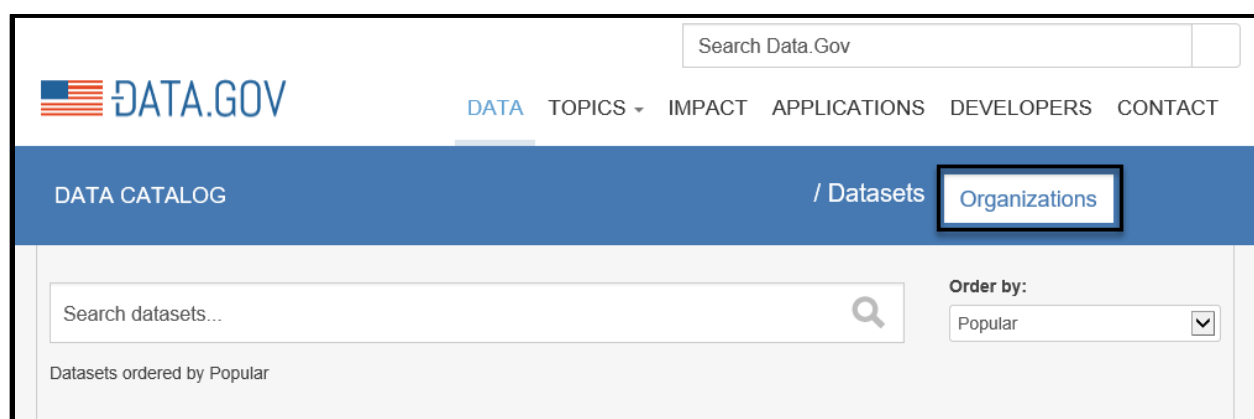 Search Data.Gov
DATA.GOV
DATA TOPICS IMPACT APPLICATIONS DEVELOPERS CONTACT
DATA CATALOG / Datasets Organizations
Order by:
Search datasets...
Popular
Datasets ordered by Popular